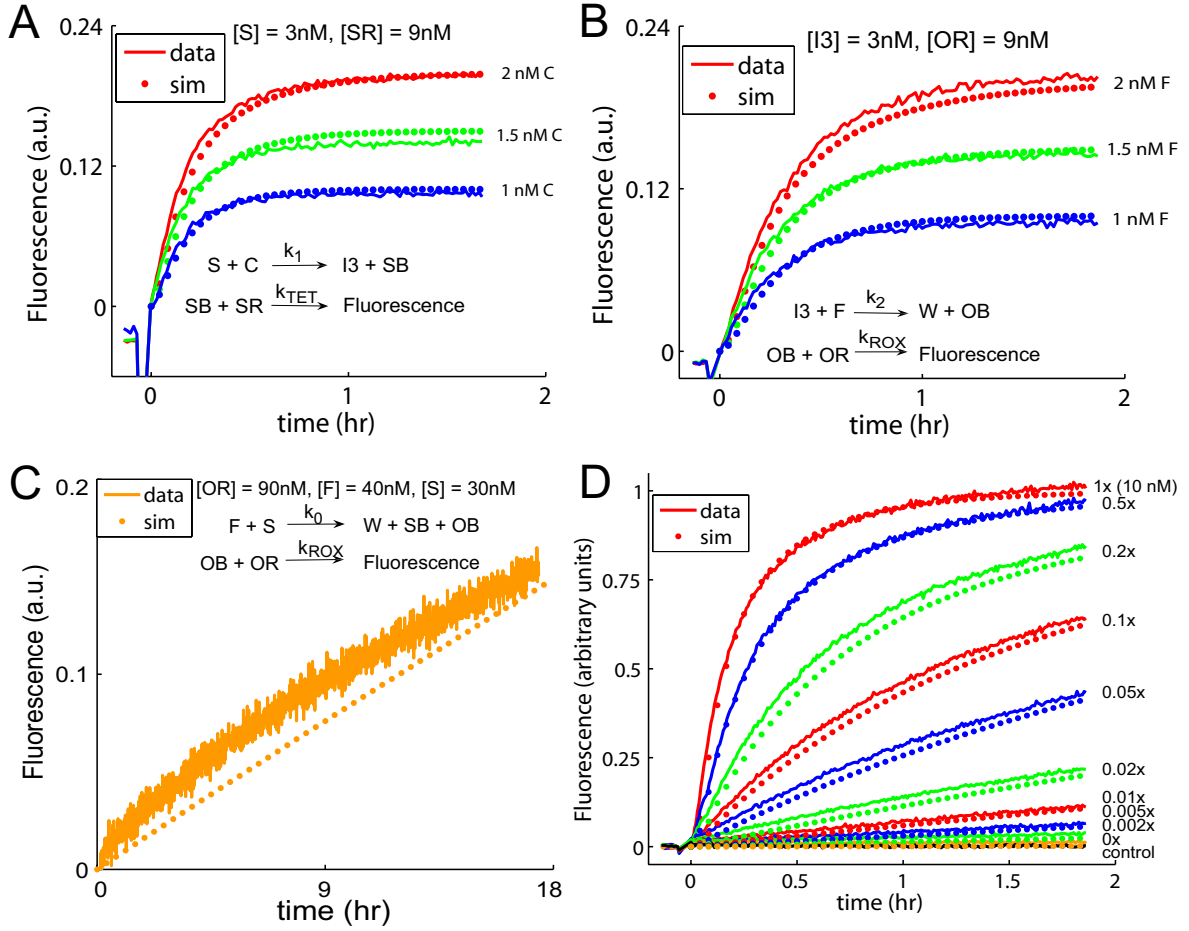 A
[S] = 3nM, [SR] = 9nM
data
sim
0.24
0.12
0
Fluorescence (a.u.)
2 nM C
1.5 nM C
1 nM C
S + C k1 I3 + SB
SB + SR kTET Fluorescence
0 1 2
time (hr)
B
[I3] = 3nM, [OR] = 9nM
data
sim
0.24
0.12
0
Fluorescence (a.u.)
2 nM F
1.5 nM F
1 nM F
I3 + F k2 W + OB
OB + OR kROX Fluorescence
0 1 2
time (hr)
C
[OR] = 90nM, [F] = 40nM, [S] = 30nM
data
sim
0.2
0.1
0
Fluorescence (a.u.)
F + S k0 W + SB + OB
OB + OR kROX Fluorescence
0 9 18
time (hr)
D
data
sim
1
0.75
0.5
0.25
0
Fluorescence (arbitrary units)
1x (10 nM)
0.5x
0.2x
0.1x
0.05x
0.02x
0.01x
0.005x
0.002x
0x
control
0 0.5 1 1.5 2
time (hr)